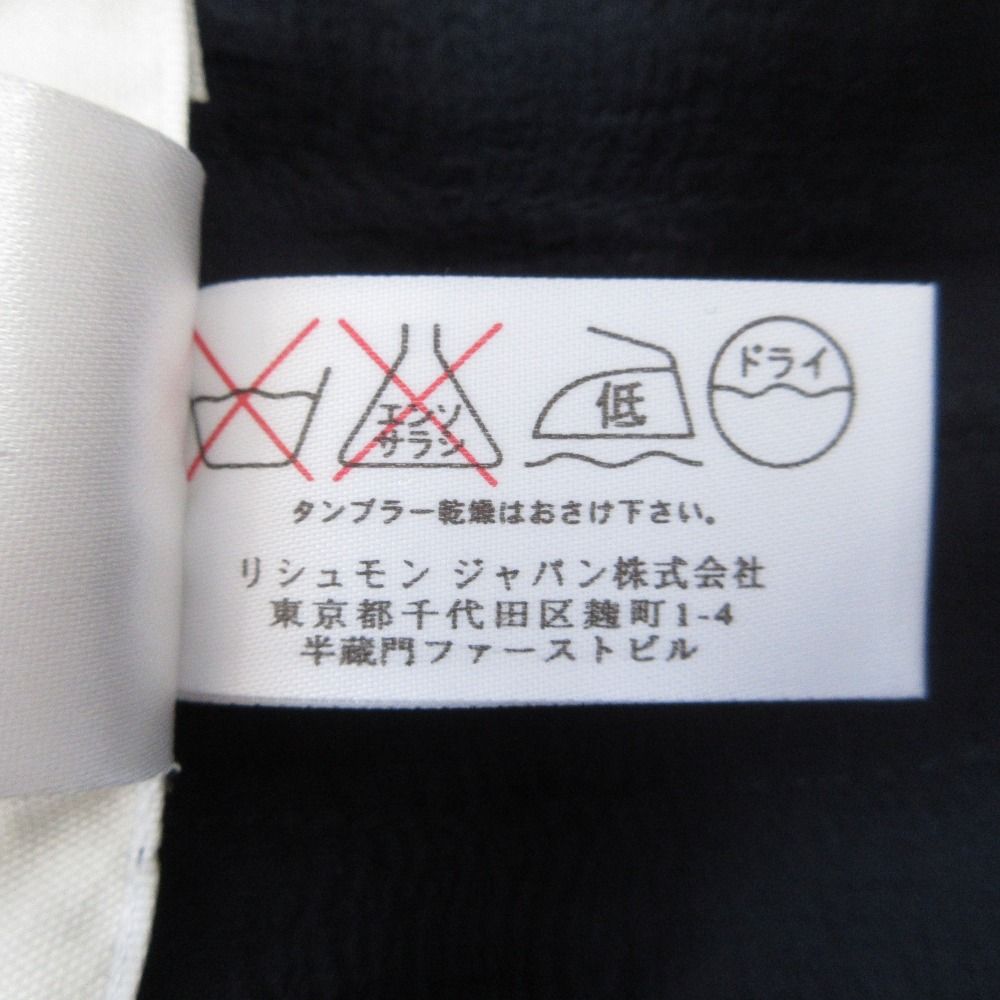 エンソ
サラシ
低
ドライ
タンブラー乾燥はおさけ下さい。
リシュモン ジャパン株式会社
東京都千代田区麹町1-4
半蔵門ファーストビル